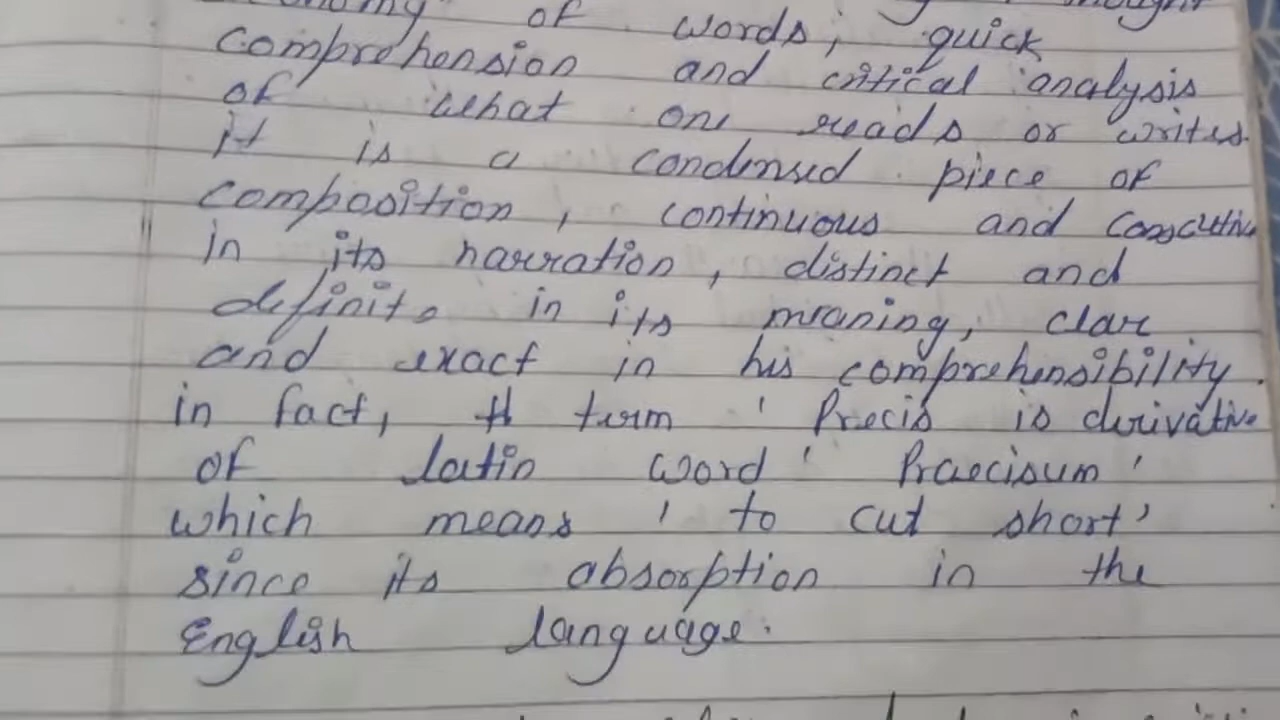 of words, quick
comprehension and critical analysis
of what one reads or writes.
it is a condensed piece of
composition, continuous and consecutive
in its narration, distinct and
definite in its meaning, clear
and exact in his comprehensibility.
in fact, th term ' Precis is derivative
of latin word ' Praecisum '
which means ' to cut short'
since its absorption in the
English language.